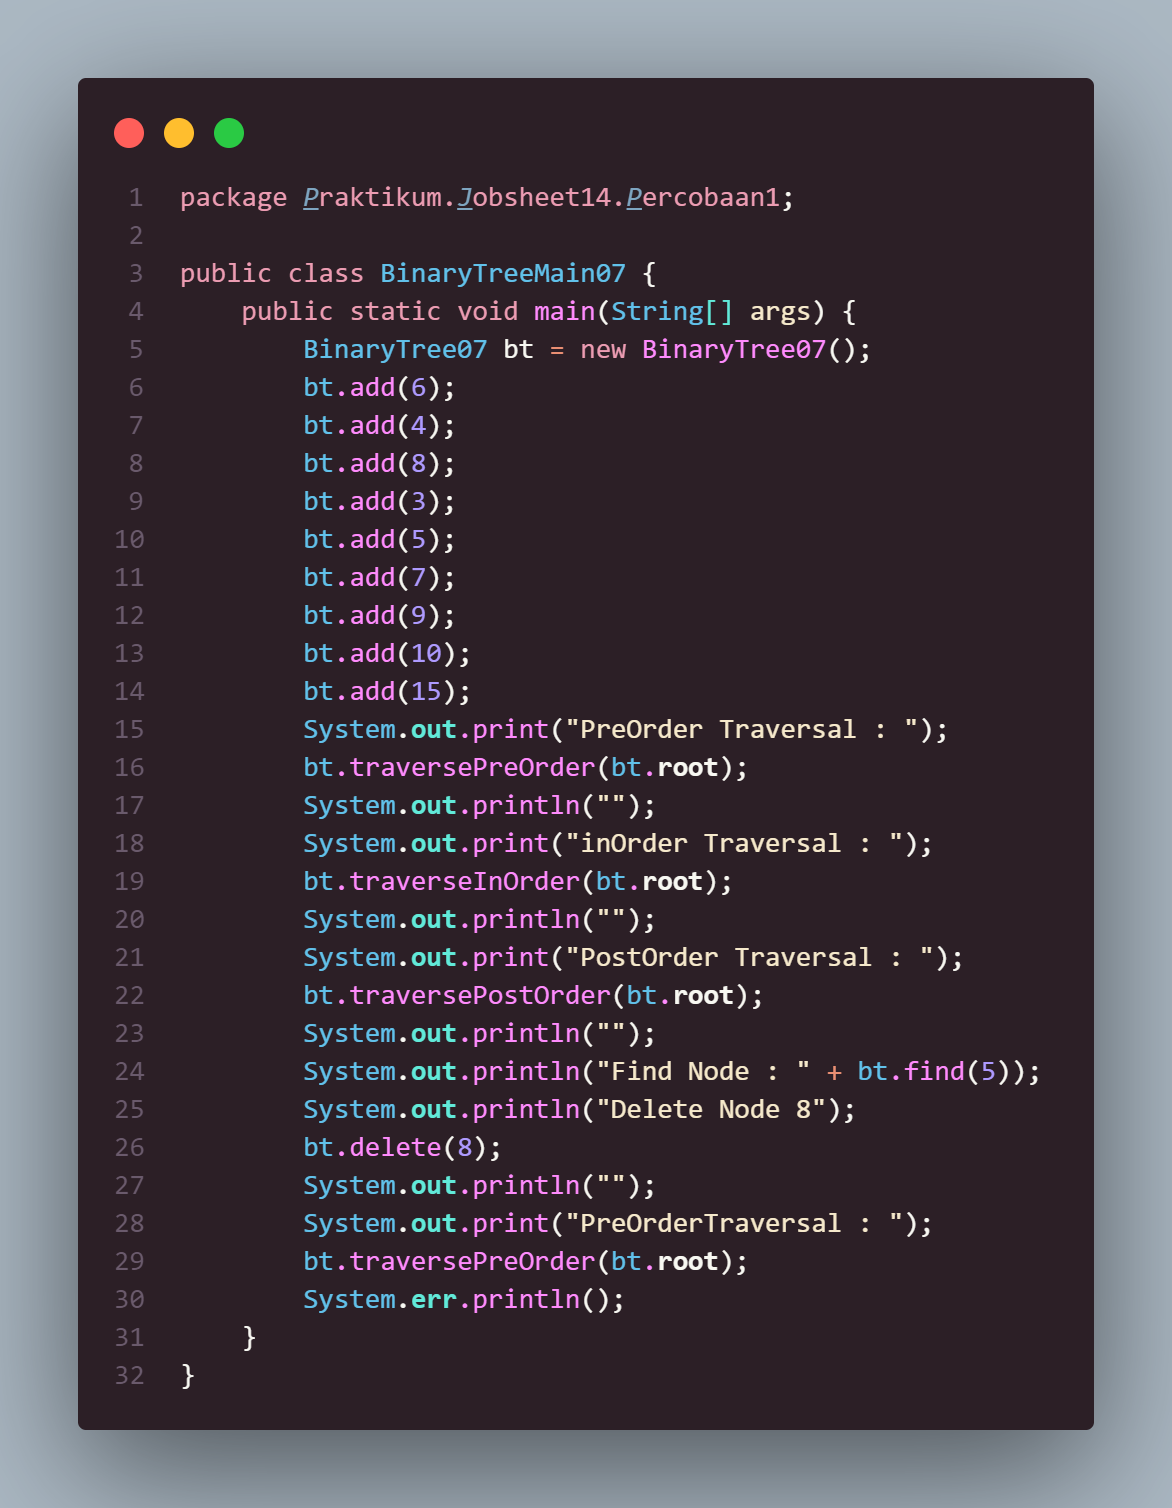 1 package Praktikum.Jobsheet14.Percobaan1;
2
3 public class BinaryTreeMain07 {
4     public static void main(String[] args) {
5         BinaryTree07 bt = new BinaryTree07();
6         bt.add(6);
7         bt.add(4);
8         bt.add(8);
9         bt.add(3);
10         bt.add(5);
11         bt.add(7);
12         bt.add(9);
13         bt.add(10);
14         bt.add(15);
15         System.out.print("PreOrder Traversal : ");
16         bt.traversePreOrder(bt.root);
17         System.out.println("");
18         System.out.print("inOrder Traversal : ");
19         bt.traverseInOrder(bt.root);
20         System.out.println("");
21         System.out.print("PostOrder Traversal : ");
22         bt.traversePostOrder(bt.root);
23         System.out.println("");
24         System.out.println("Find Node : " + bt.find(5));
25         System.out.println("Delete Node 8");
26         bt.delete(8);
27         System.out.println("");
28         System.out.print("PreOrderTraversal : ");
29         bt.traversePreOrder(bt.root);
30         System.err.println();
31     }
32 }